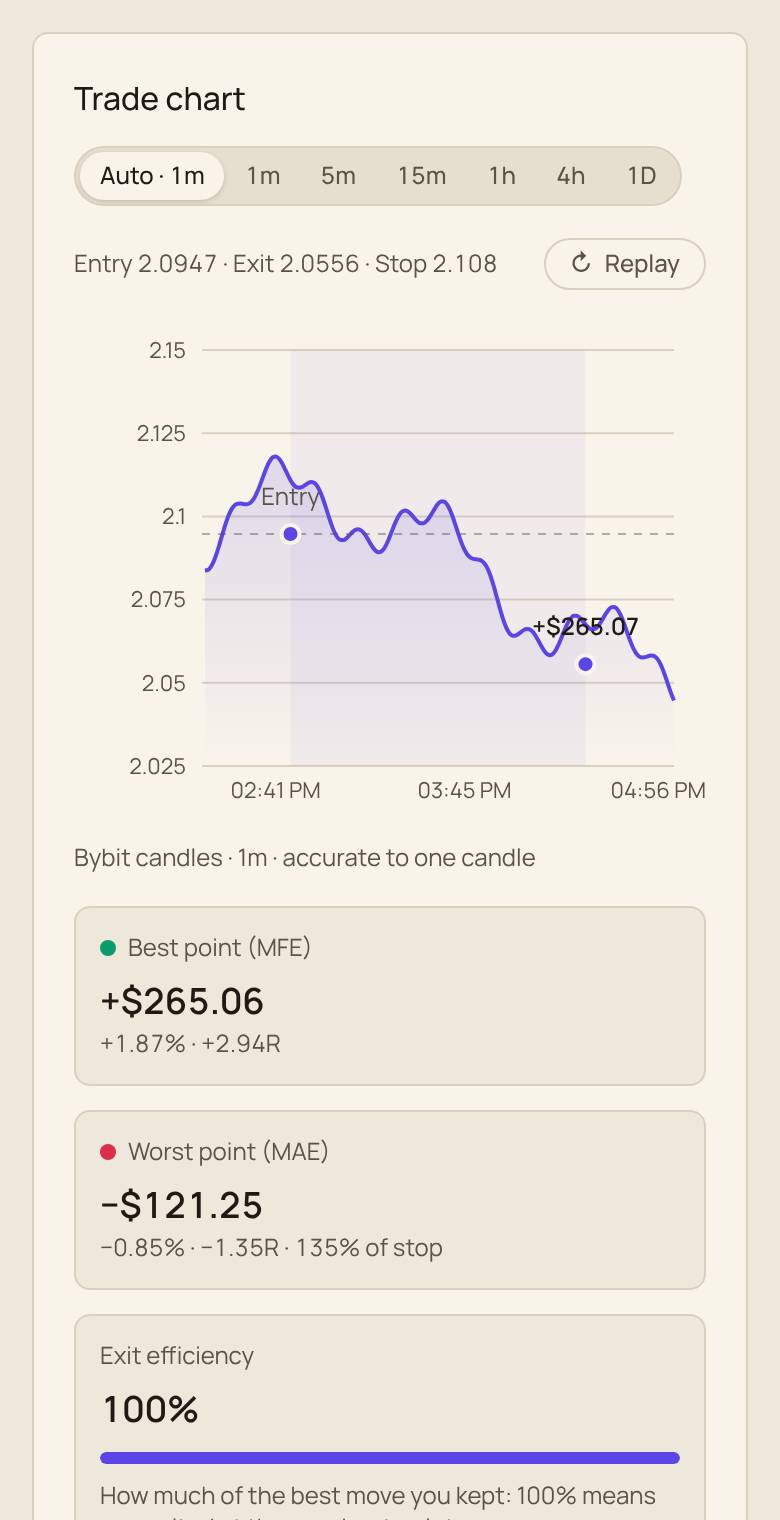 Trade chart
Auto · 1m 1m 5m 15m 1h 4h 1D
Entry 2.0947 · Exit 2.0556 · Stop 2.108
Replay
2.15
2.125
Entry
2.1
2.075
+$265.07
2.05
2.025
02:41 PM 03:45 PM 04:56 PM
Bybit candles · 1m · accurate to one candle
Best point (MFE)
+$265.06
+1.87% · +2.94R
Worst point (MAE)
−$121.25
−0.85% · −1.35R · 135% of stop
Exit efficiency
100%
How much of the best move you kept: 100% means